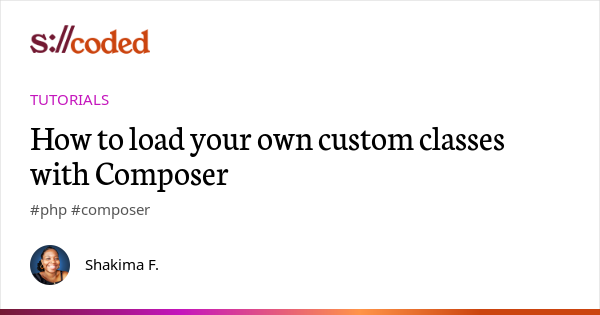 s://coded
TUTORIALS
How to load your own custom classes
with Composer
#php #composer
Shakima F.